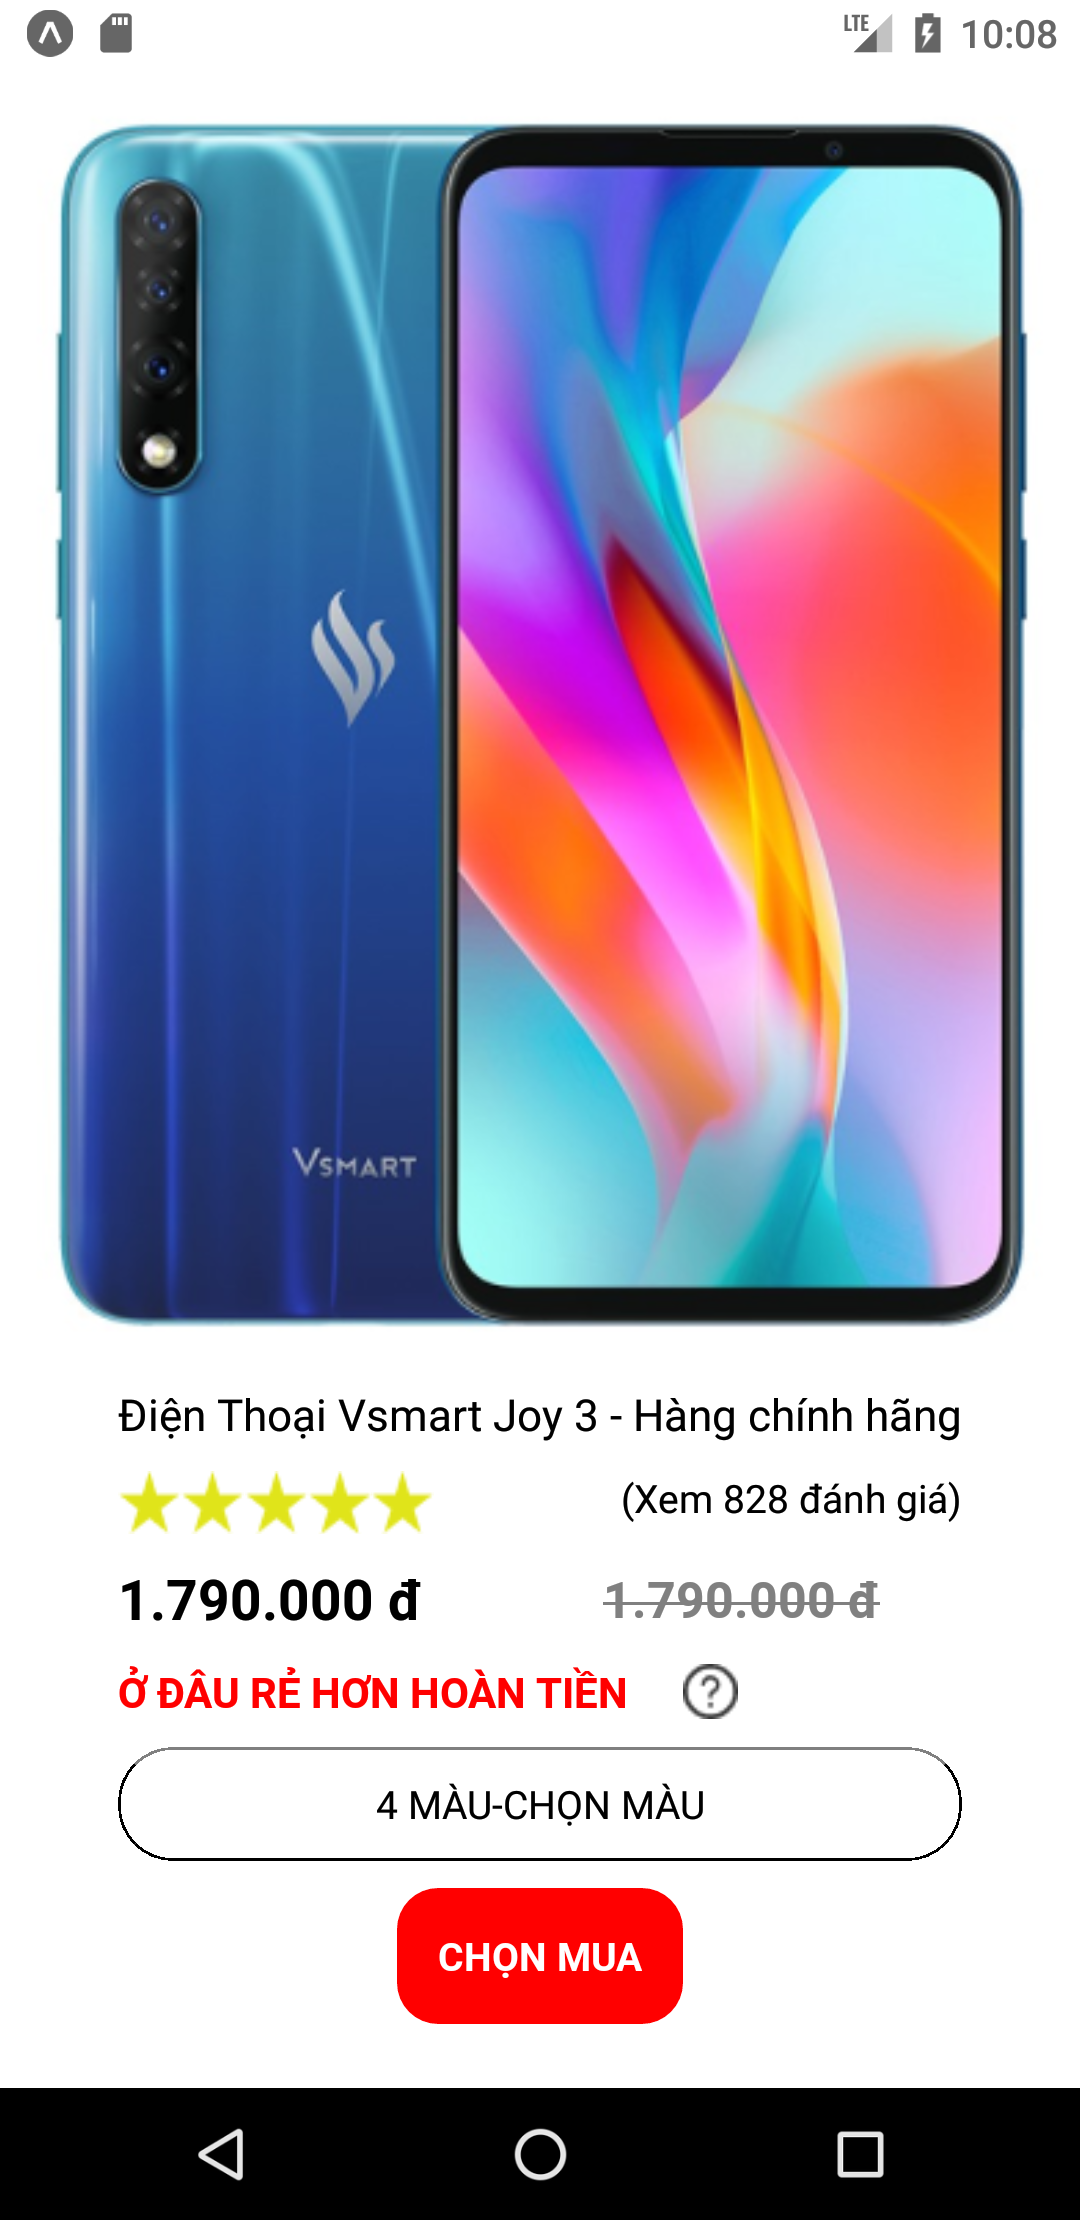 LTE 10:08
VSMART
Điện Thoại Vsmart Joy 3 - Hàng chính hãng
(Xem 828 đánh giá)
1.790.000 đ 1.790.000 đ
Ở ĐÂU RẺ HƠN HOÀN TIỀN ?
4 MÀU-CHỌN MÀU
CHỌN MUA